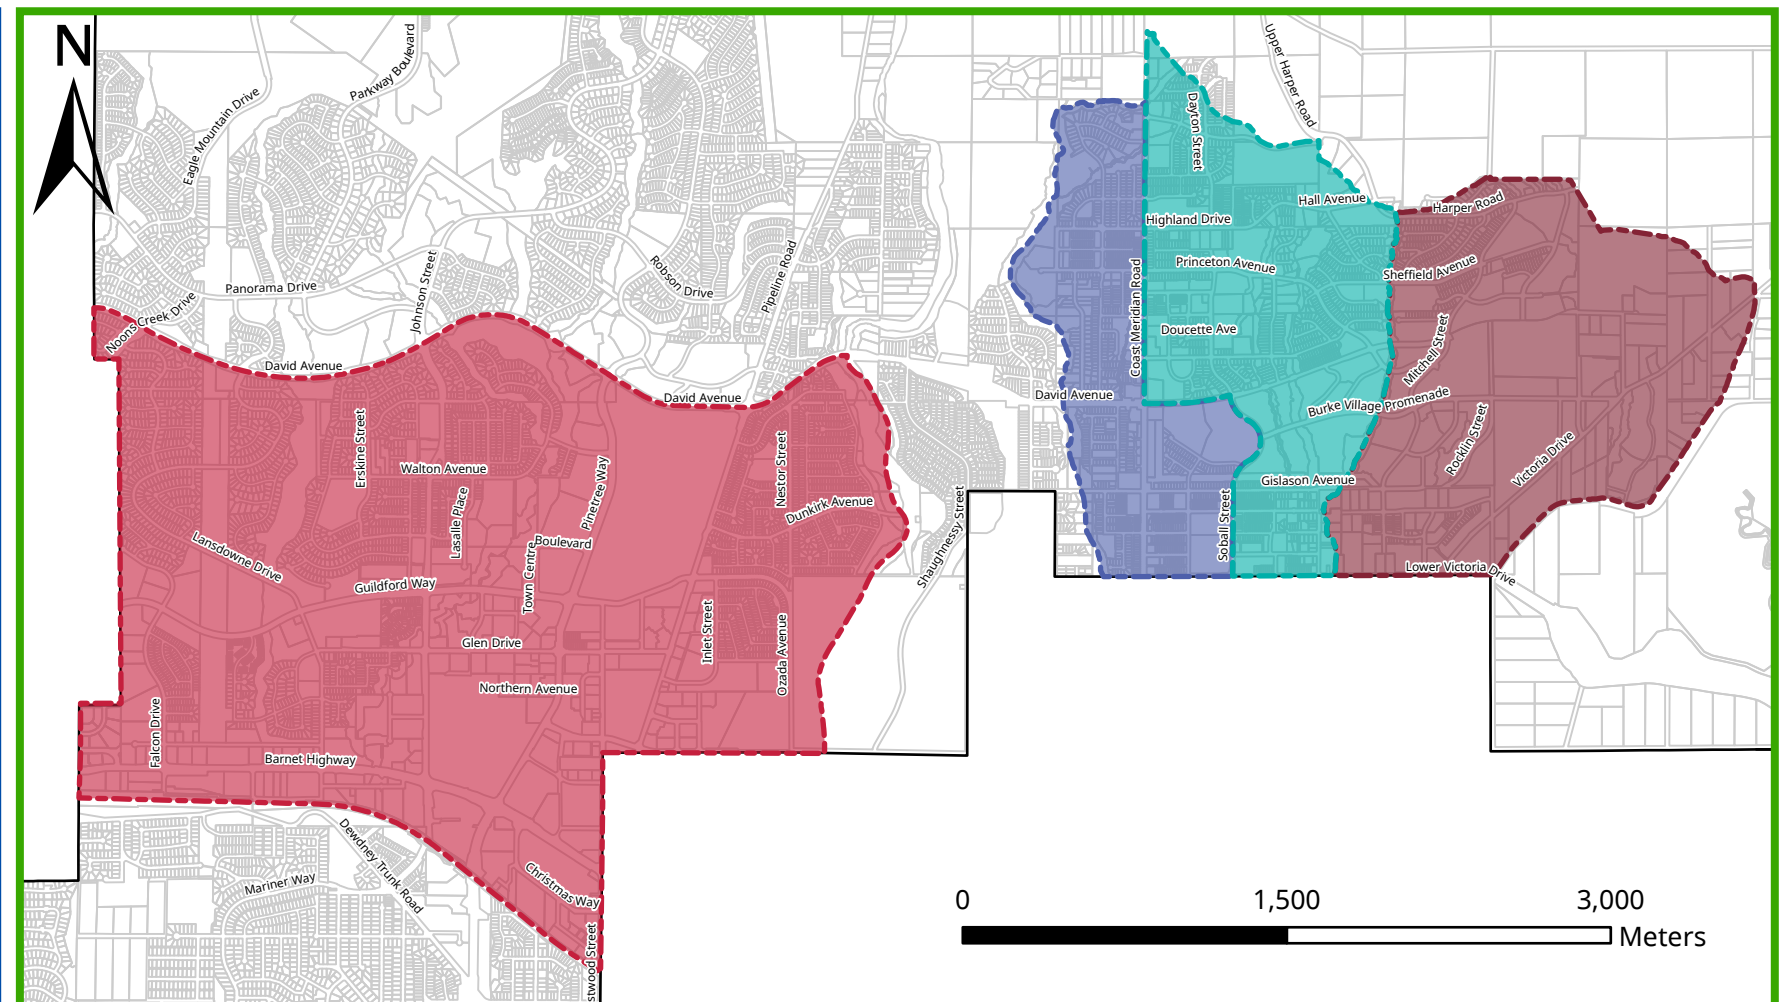 N
Parkway Boulevard
Eagle Mountain Drive
Upper Harper Road
Dayton Street
Hall Avenue
Harper Road
Highland Drive
Princeton Avenue
Sheffield Avenue
Coast Meridian Road
Doucette Ave
Mitchell Street
Robson Drive
Pipeline Road
Johnson Street
Panorama Drive
Noons Creek Drive
David Avenue
David Avenue
David Avenue
Burke Village Promenade
Rocklin Street
Victoria Drive
Gislason Avenue
Sobal Street
Lower Victoria Drive
Erskine Street
Walton Avenue
Lasalle Place
Pinetree Way
Nestor Street
Dunkirk Avenue
Shaughnessy Street
Lansdowne Drive
Guildford Way
Town Centre
Boulevard
Glen Drive
Inlet Street
Ozada Avenue
Northern Avenue
Falcon Drive
Barnet Highway
Dewdney Trunk Road
Mariner Way
Christmas Way
stwood Street
0 1,500 3,000
Meters